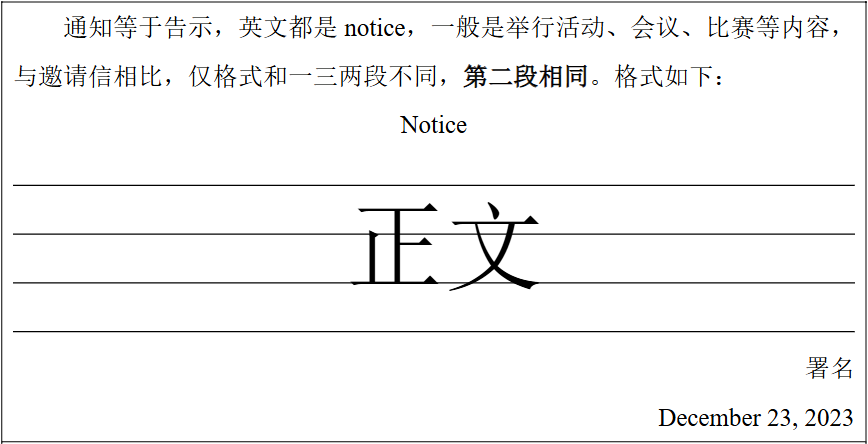 通知等于告示，英文都是 notice，一般是举行活动、会议、比赛等内容，
与邀请信相比，仅格式和一三两段不同，第二段相同。格式如下：
Notice
正文
署名
December 23, 2023